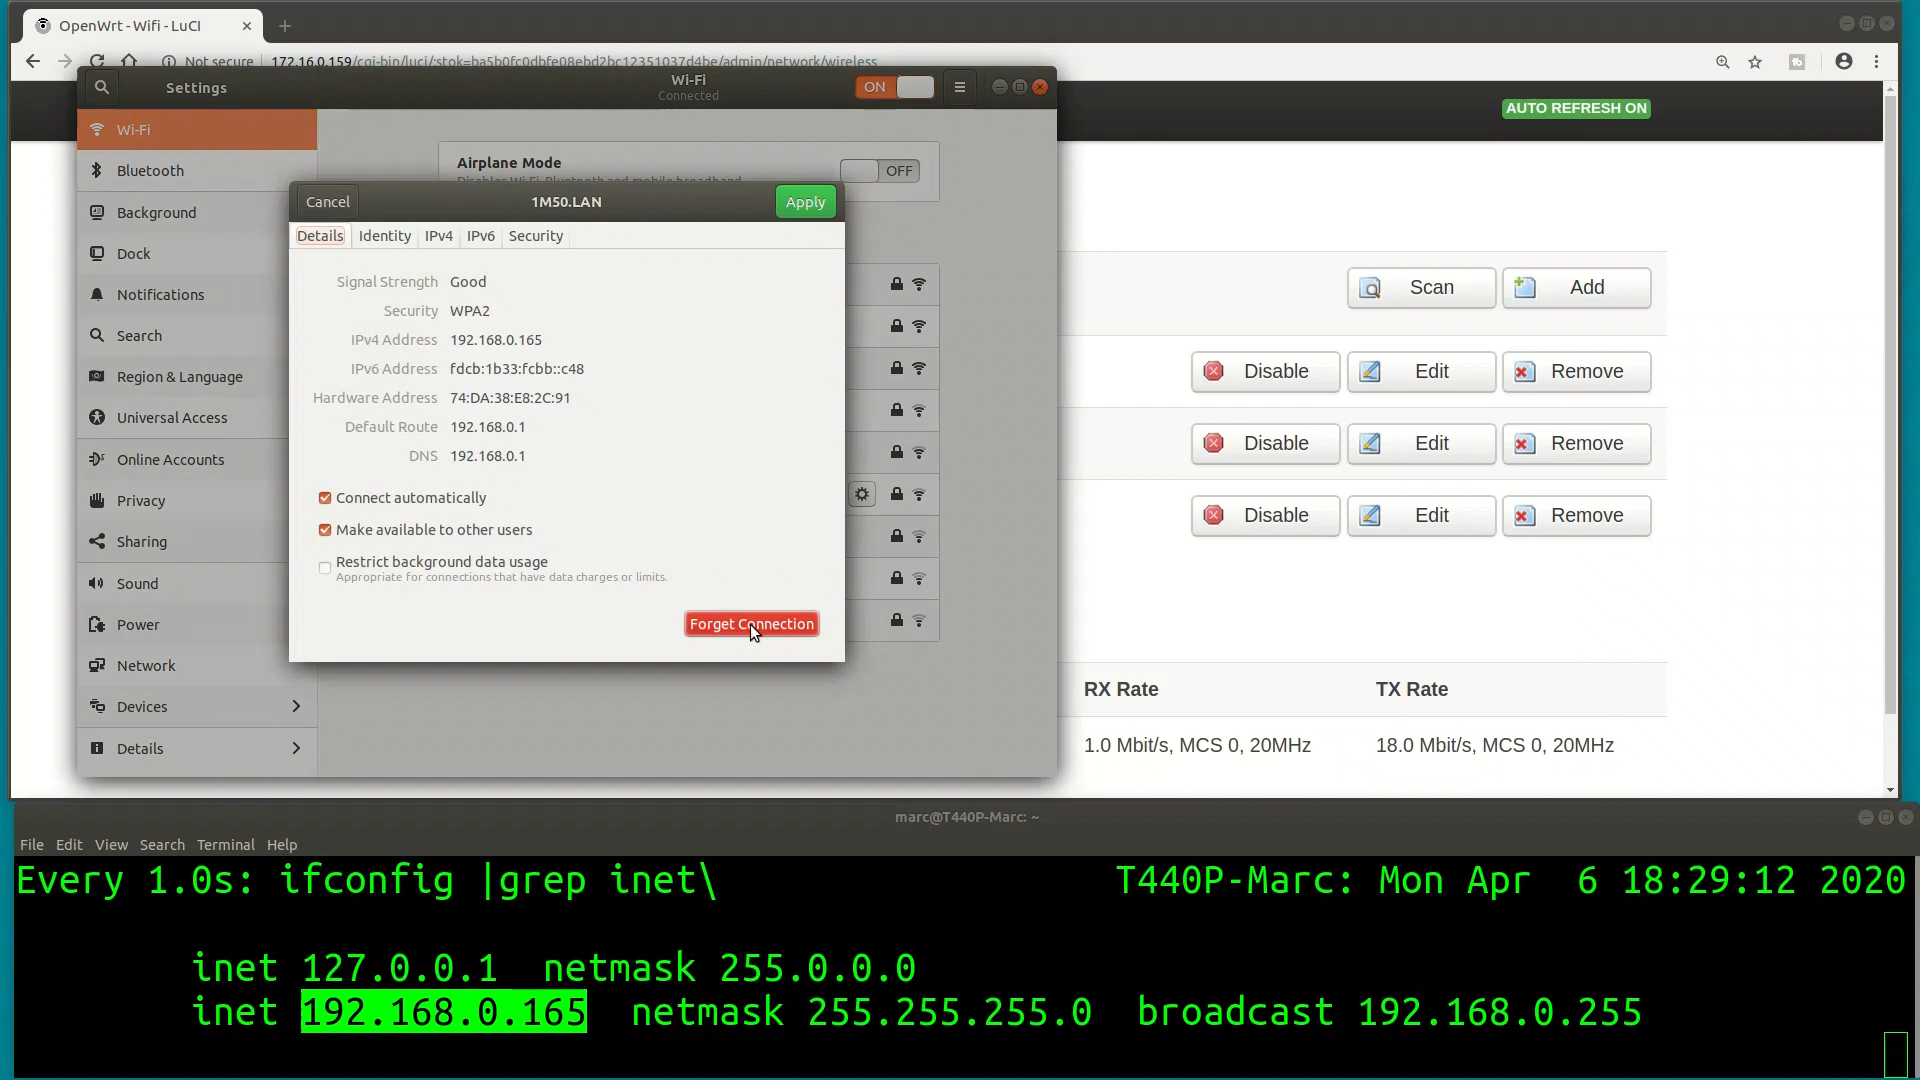 OpenWrt - Wifi - LuCI
Not secure 172.16.0.159/cgi-bin/luci/;stok=ba5b0fc0dbfe08ebd2bc12351037d4be/admin/network/wireless
Settings
Wi-Fi
Connected
ON
AUTO REFRESH ON
Wi-Fi
Bluetooth
Background
Dock
Notifications
Search
Region & Language
Universal Access
Online Accounts
Privacy
Sharing
Sound
Power
Network
Devices
Details
Airplane Mode
Disables Wi-Fi, Bluetooth and mobile broadband
OFF
Cancel
1M50.LAN
Apply
Details Identity IPv4 IPv6 Security
Signal Strength Good
Security WPA2
IPv4 Address 192.168.0.165
IPv6 Address fdcb:1b33:fcbb::c48
Hardware Address 74:DA:38:E8:2C:91
Default Route 192.168.0.1
DNS 192.168.0.1
Connect automatically
Make available to other users
Restrict background data usage
Appropriate for connections that have data charges or limits.
Forget Connection
Scan Add
Disable Edit Remove
Disable Edit Remove
Disable Edit Remove
RX Rate TX Rate
1.0 Mbit/s, MCS 0, 20MHz 18.0 Mbit/s, MCS 0, 20MHz
marc@T440P-Marc: ~
File Edit View Search Terminal Help
Every 1.0s: ifconfig |grep inet\ T440P-Marc: Mon Apr 6 18:29:12 2020
inet 127.0.0.1 netmask 255.0.0.0
inet 192.168.0.165 netmask 255.255.255.0 broadcast 192.168.0.255